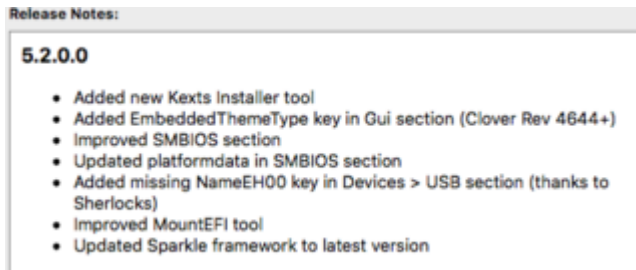 Release Notes:
5.2.0.0
• Added new Kexts Installer tool
• Added EmbeddedThemeType key in Gui section (Clover Rev 4644+)
• Improved SMBIOS section
• Updated platformdata in SMBIOS section
• Added missing NameEH00 key in Devices > USB section (thanks to
Sherlocks)
• Improved MountEFI tool
• Updated Sparkle framework to latest version